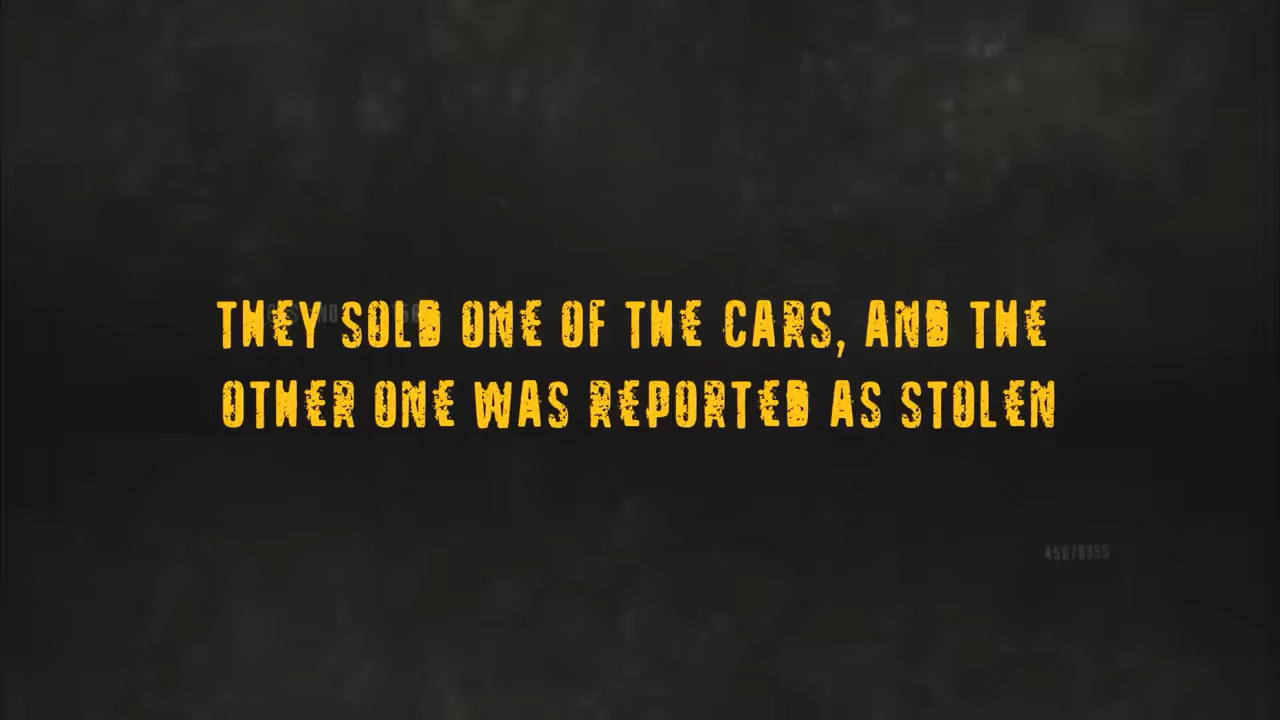 THEY SOLD ONE OF THE CARS, AND THE
OTHER ONE WAS REPORTED AS STOLEN